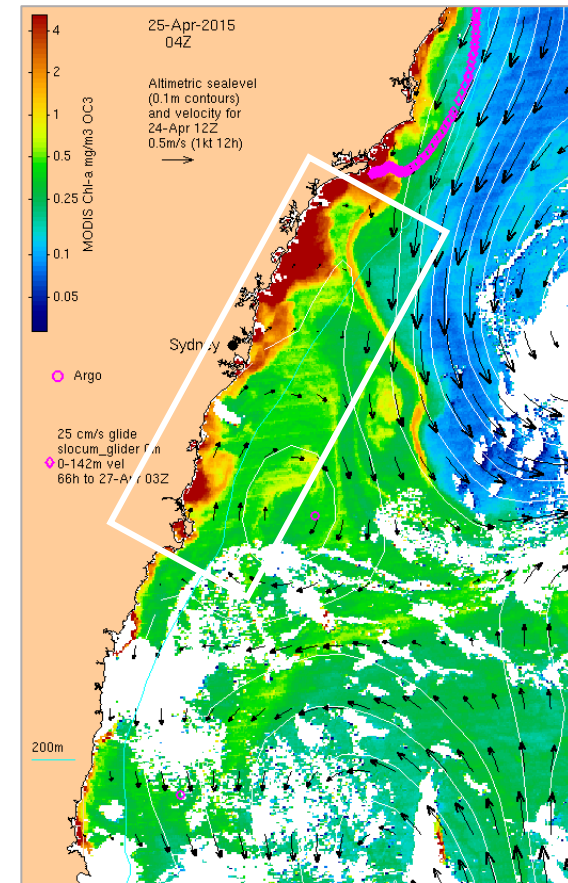 25-Apr-2015
04Z
Altimetric sealevel
(0.1m contours)
and velocity for
24-Apr 12Z
0.5m/s (1kt 12h)
4
2
1
0.5
0.25
0.1
0.05
MODIS Chl-a mg/m3 OC3
Sydney
Argo
25 cm/s glide
slocum_glider
0-142m vel
66h to 27-Apr 03Z
200m